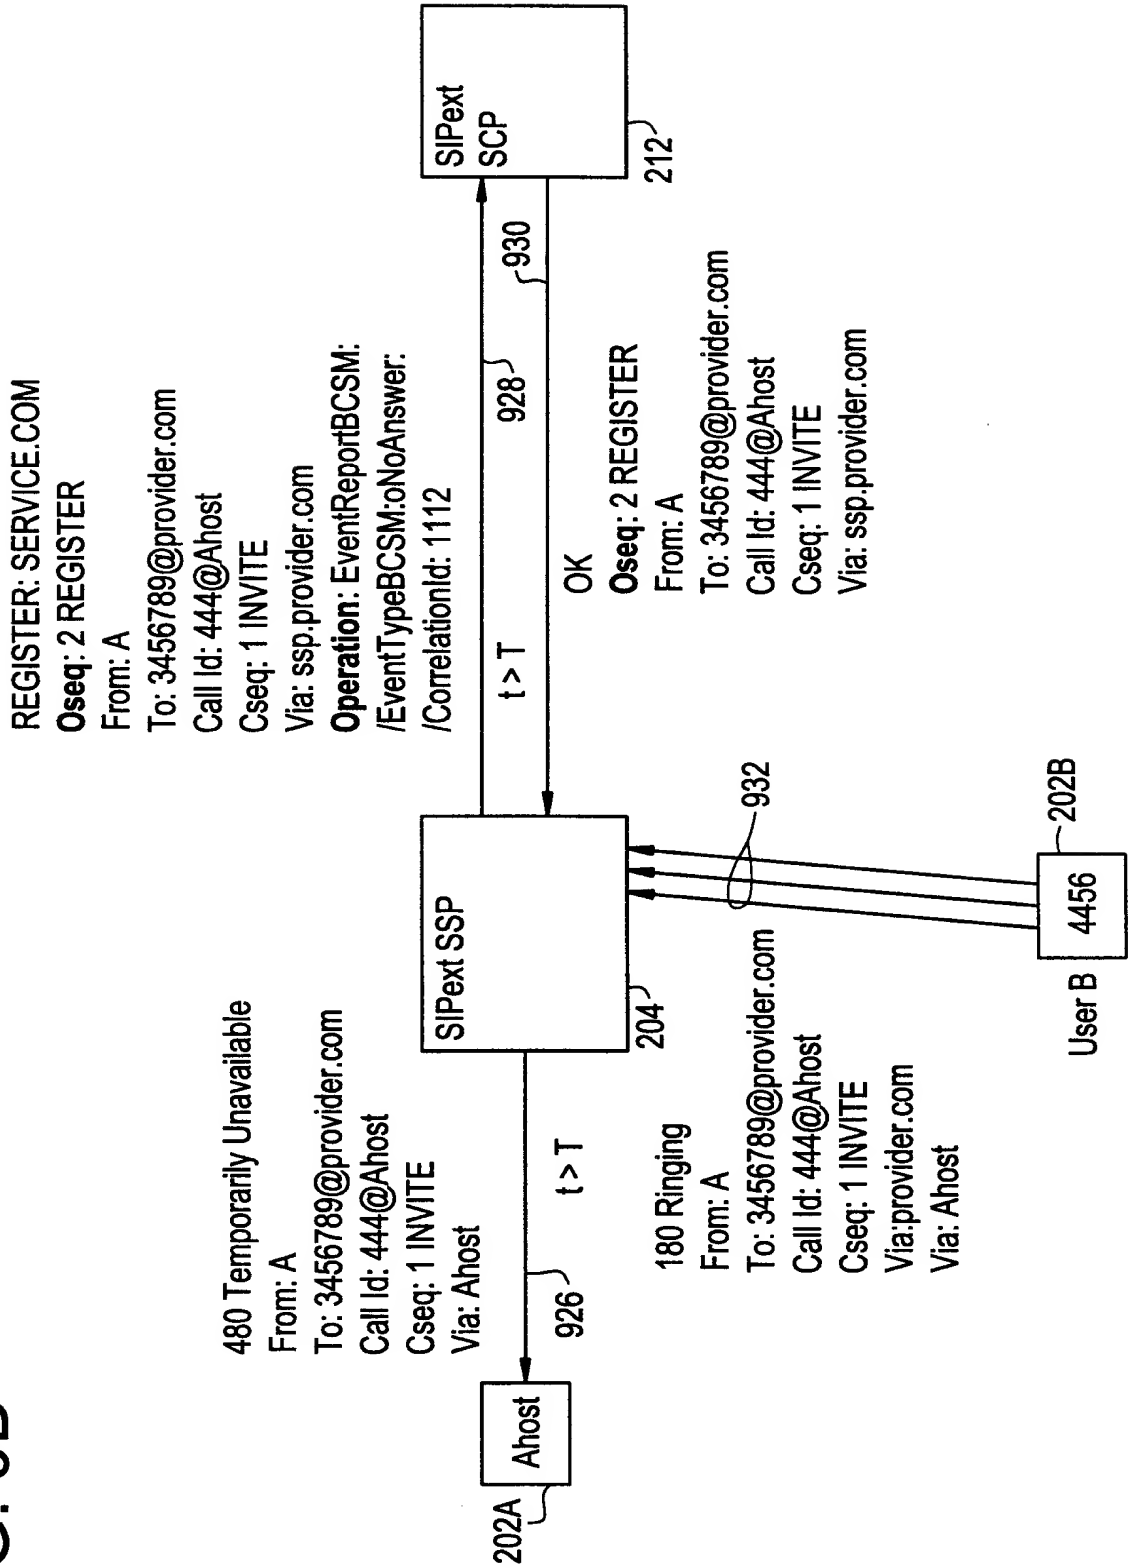 REGISTER: SERVICE.COM
Oseq: 2 REGISTER
From: A
To: 3456789@provider.com
Call Id: 444@Ahost
Cseq: 1 INVITE
Via: ssp.provider.com
Operation: EventReportBCSM:
/EventTypeBCSM:oNoAnswer:
/CorrelationId: 1112
480 Temporarily Unavailable
From: A
To: 3456789@provider.com
Call Id: 444@Ahost
Cseq: 1 INVITE
Via: Ahost
202A
Ahost
926
t > T
SIPext SSP
204
t > T
928
930
SIPext
SCP
212
OK
Oseq: 2 REGISTER
From: A
To: 3456789@provider.com
Call Id: 444@Ahost
Cseq: 1 INVITE
Via: ssp.provider.com
180 Ringing
From: A
To: 3456789@provider.com
Call Id: 444@Ahost
Cseq: 1 INVITE
Via:provider.com
Via: Ahost
932
User B
4456
202B